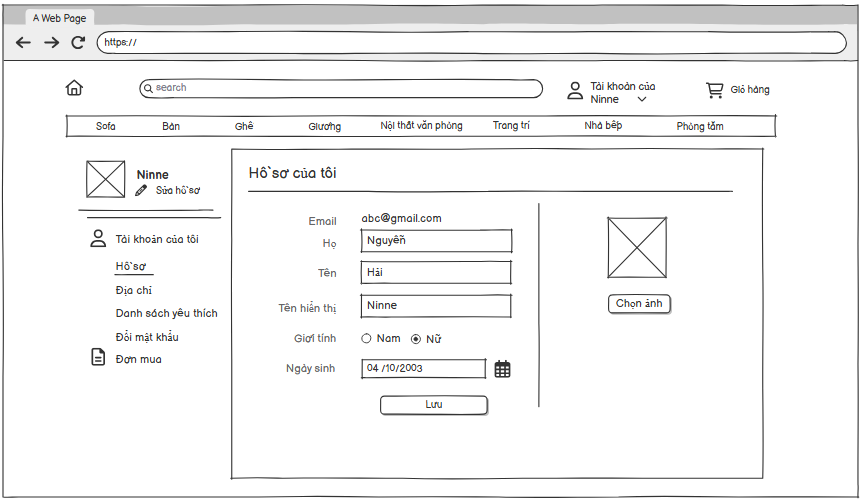 A Web Page
https://
search
Tài khoản của
Ninne
Giỏ hàng
Sofa Bàn Ghế Giường Nội thất văn phòng Trang trí Nhà bếp Phòng tắm
Ninne
Sửa hồ sơ
Hồ sơ của tôi
Tài khoản của tôi
Hồ sơ
Địa chỉ
Danh sách yêu thích
Đổi mật khẩu
Đơn mua
Email abc@gmail.com
Họ Nguyễn
Tên Hải
Tên hiển thị Ninne
Giới tính Nam Nữ
Ngày sinh 04 /10/2003
Lưu
Chọn ảnh